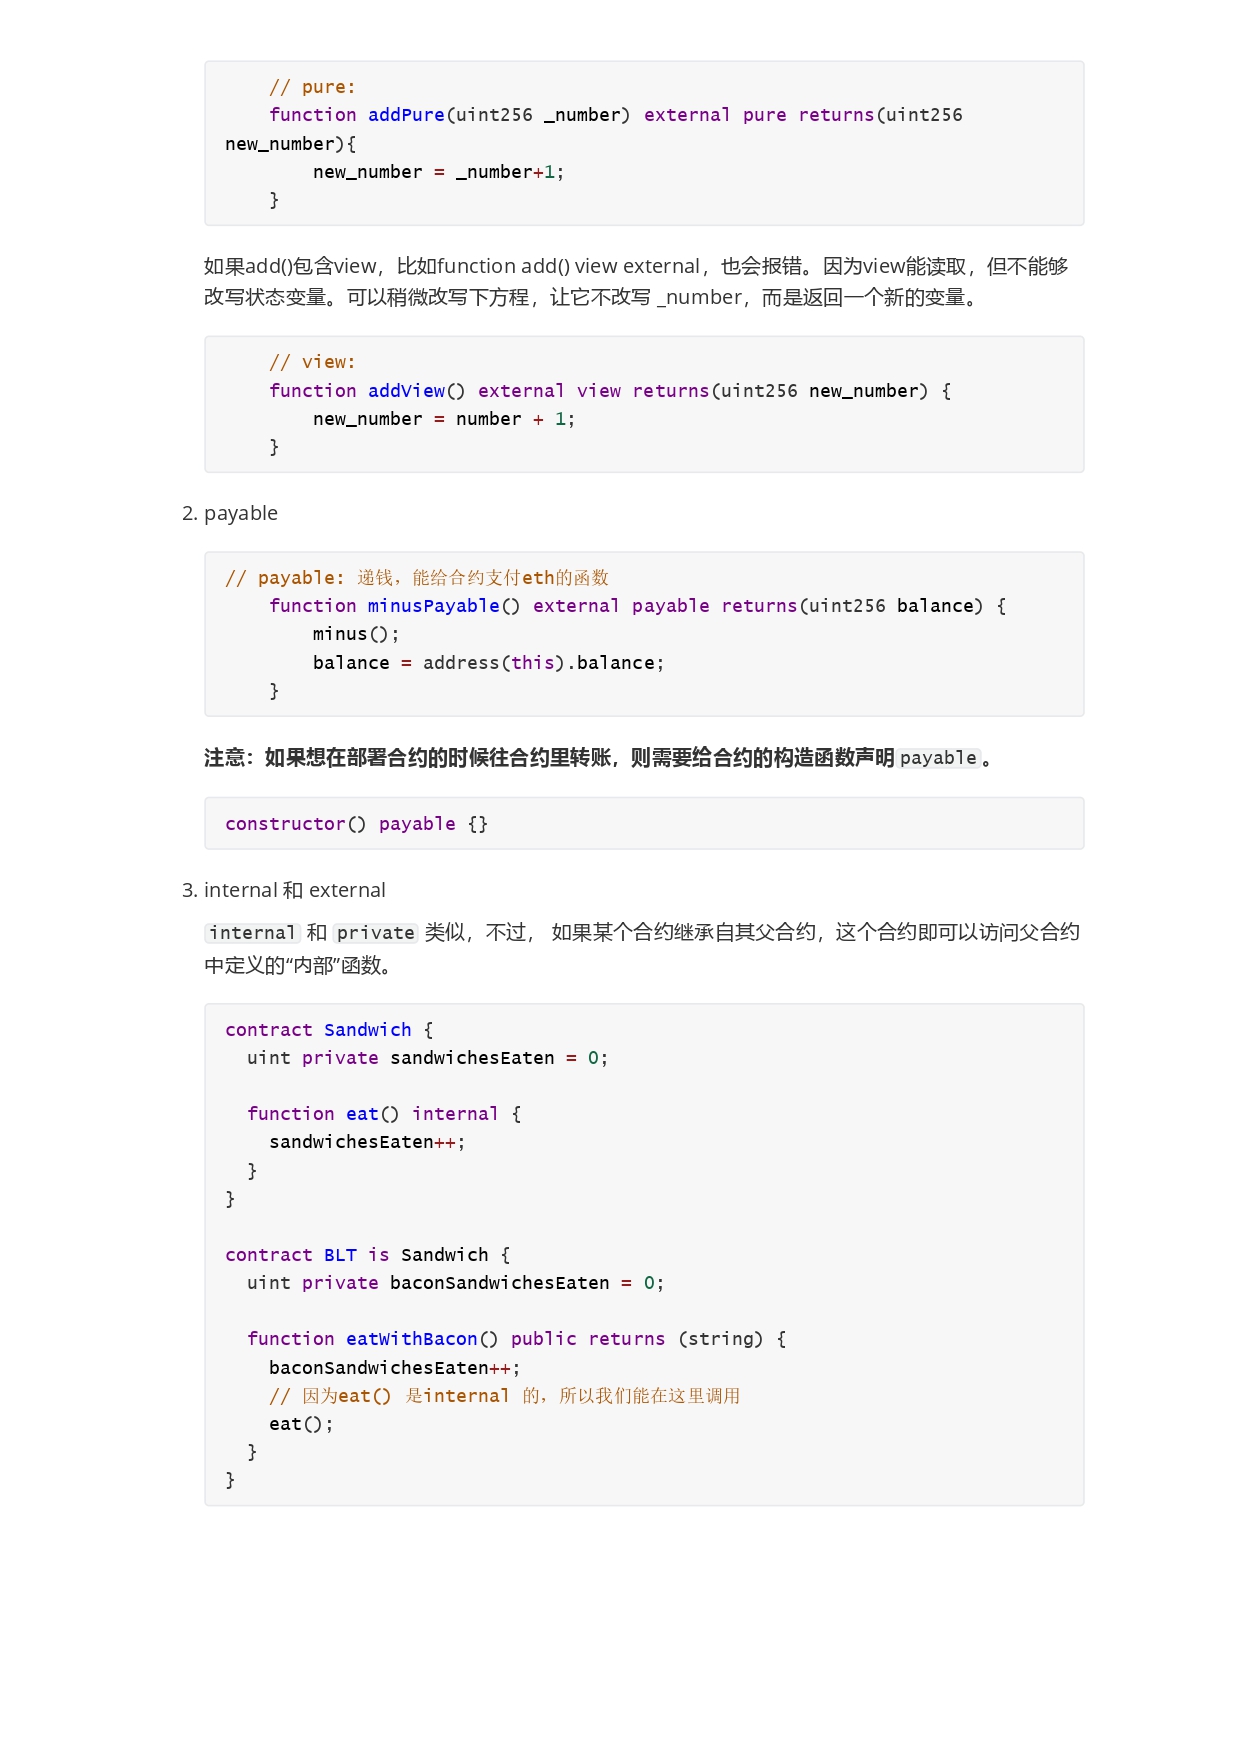 // pure:
function addPure(uint256 _number) external pure returns(uint256
new_number){
new_number = _number+1;
}
如果add()包含view，比如function add() view external，也会报错。因为view能读取，但不能够
改写状态变量。可以稍微改写下方程，让它不改写 _number，而是返回一个新的变量。
// view:
function addView() external view returns(uint256 new_number) {
new_number = number + 1;
}
2. payable
// payable: 递钱，能给合约支付eth的函数
function minusPayable() external payable returns(uint256 balance) {
minus();
balance = address(this).balance;
}
注意：如果想在部署合约的时候往合约里转账，则需要给合约的构造函数声明payable。
constructor() payable {}
3. internal 和 external
internal 和 private 类似，不过， 如果某个合约继承自其父合约，这个合约即可以访问父合约
中定义的“内部”函数。
contract Sandwich {
uint private sandwichesEaten = 0;
function eat() internal {
sandwichesEaten++;
}
}
contract BLT is Sandwich {
uint private baconSandwichesEaten = 0;
function eatWithBacon() public returns (string) {
baconSandwichesEaten++;
// 因为eat() 是internal 的，所以我们能在这里调用
eat();
}
}